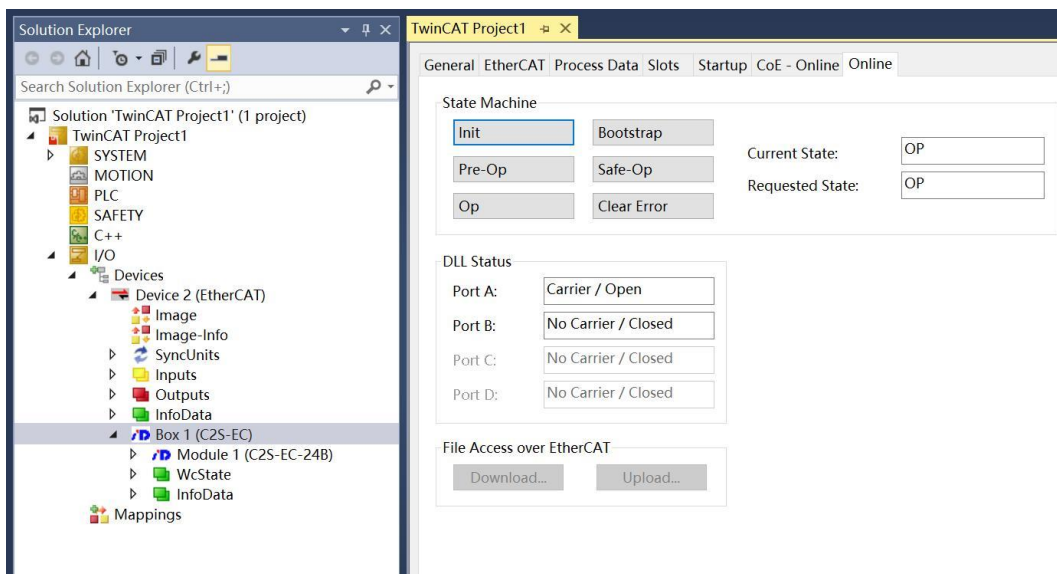 Solution Explorer
Search Solution Explorer (Ctrl+;)
Solution 'TwinCAT Project1' (1 project)
TwinCAT Project1
SYSTEM
MOTION
PLC
SAFETY
C++
I/O
Devices
Device 2 (EtherCAT)
Image
Image-Info
SyncUnits
Inputs
Outputs
InfoData
Box 1 (C2S-EC)
Module 1 (C2S-EC-24B)
WcState
InfoData
Mappings
TwinCAT Project1
General EtherCAT Process Data Slots Startup CoE - Online Online
State Machine
Init Bootstrap
Pre-Op Safe-Op
Op Clear Error
Current State: OP
Requested State: OP
DLL Status
Port A: Carrier / Open
Port B: No Carrier / Closed
Port C: No Carrier / Closed
Port D: No Carrier / Closed
File Access over EtherCAT
Download... Upload...